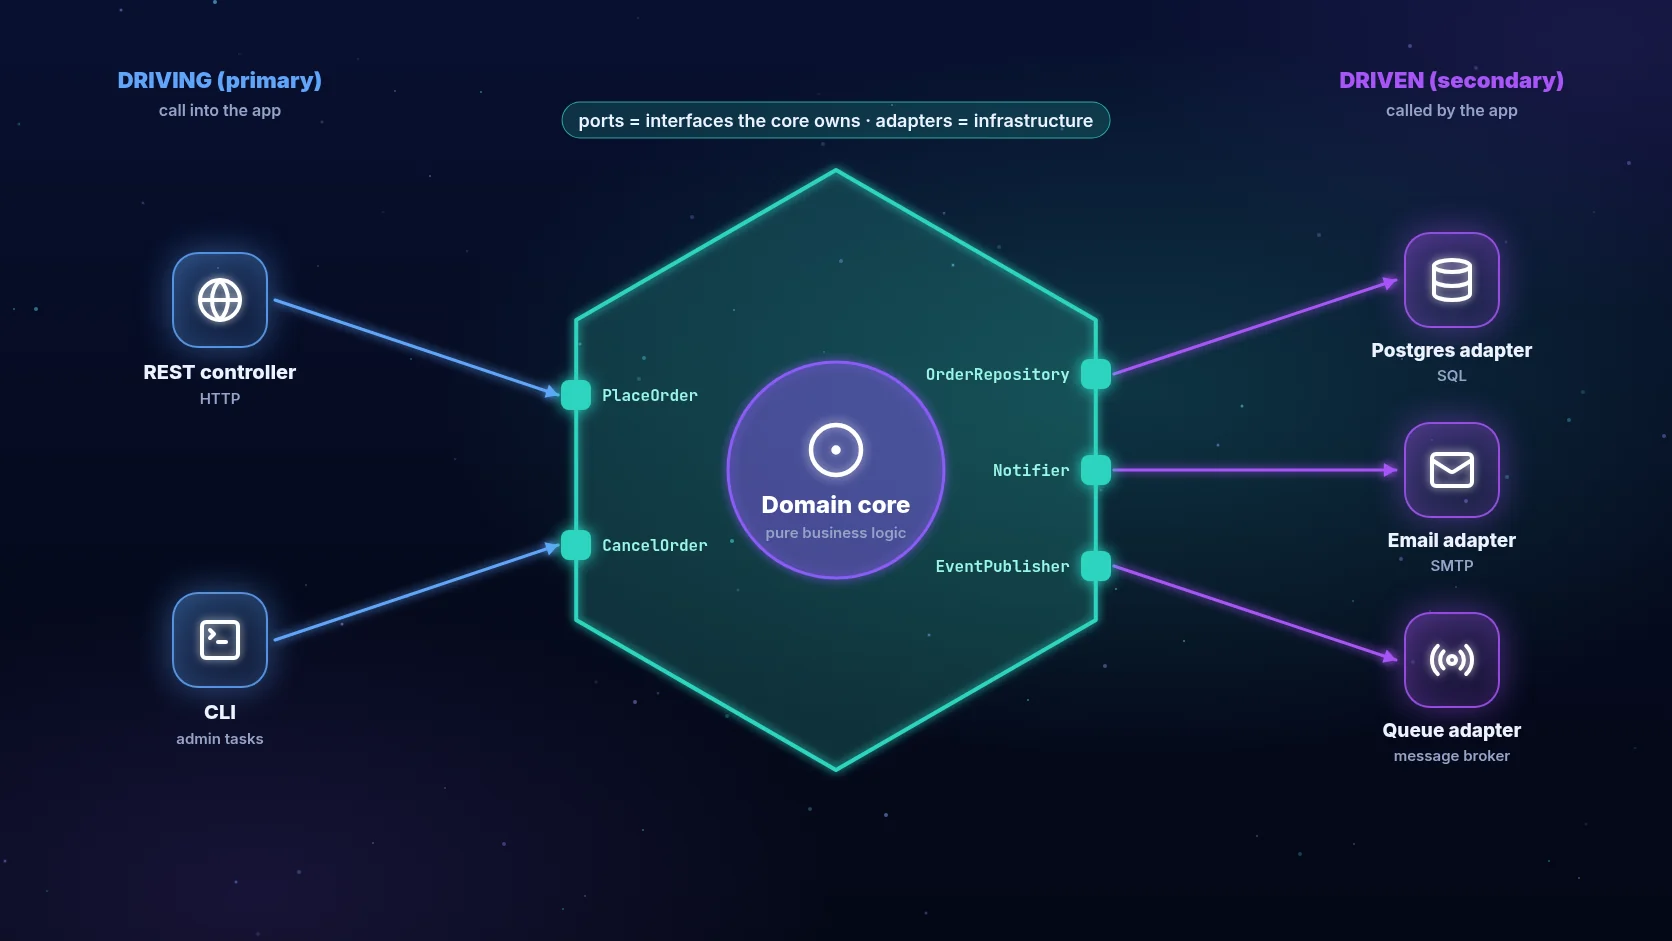 DRIVING (primary)
call into the app
ports = interfaces the core owns · adapters = infrastructure
DRIVEN (secondary)
called by the app
REST controller
HTTP
CLI
admin tasks
PlaceOrder
CancelOrder
Domain core
pure business logic
OrderRepository
Notifier
EventPublisher
Postgres adapter
SQL
Email adapter
SMTP
Queue adapter
message broker